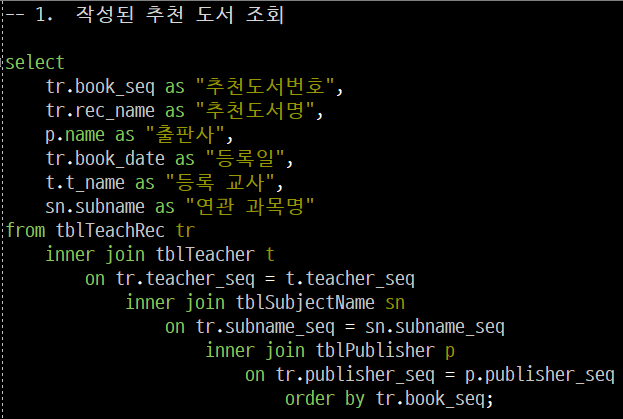 -- 1.  작성된 추천 도서 조회
select
tr.book_seq as "추천도서번호",
tr.rec_name as "추천도서명",
p.name as "출판사",
tr.book_date as "등록일",
t.t_name as "등록 교사",
sn.subname as "연관 과목명"
from tblTeachRec tr
inner join tblTeacher t
on tr.teacher_seq = t.teacher_seq
inner join tblSubjectName sn
on tr.subname_seq = sn.subname_seq
inner join tblPublisher p
on tr.publisher_seq = p.publisher_seq
order by tr.book_seq;